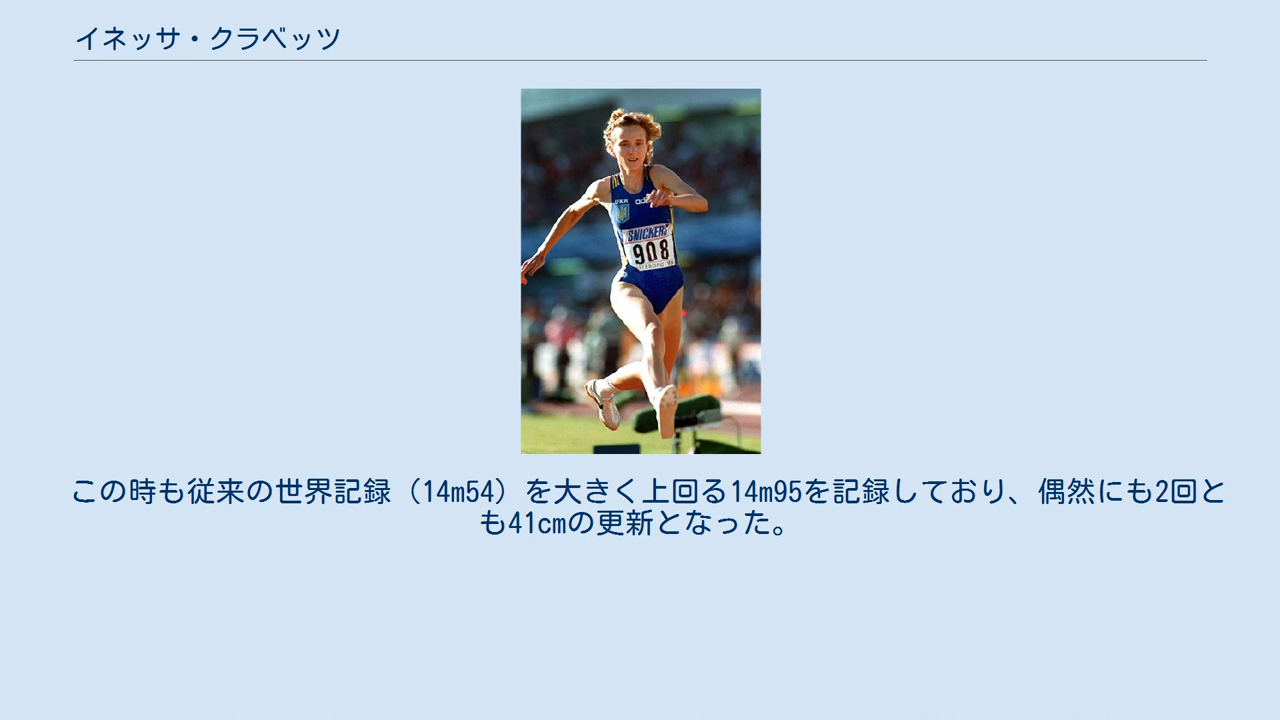 イネッサ・クラベッツ
UKR
SNICKERS
908
この時も従来の世界記録（14m54）を大きく上回る14m95を記録しており、偶然にも2回と
も41cmの更新となった。